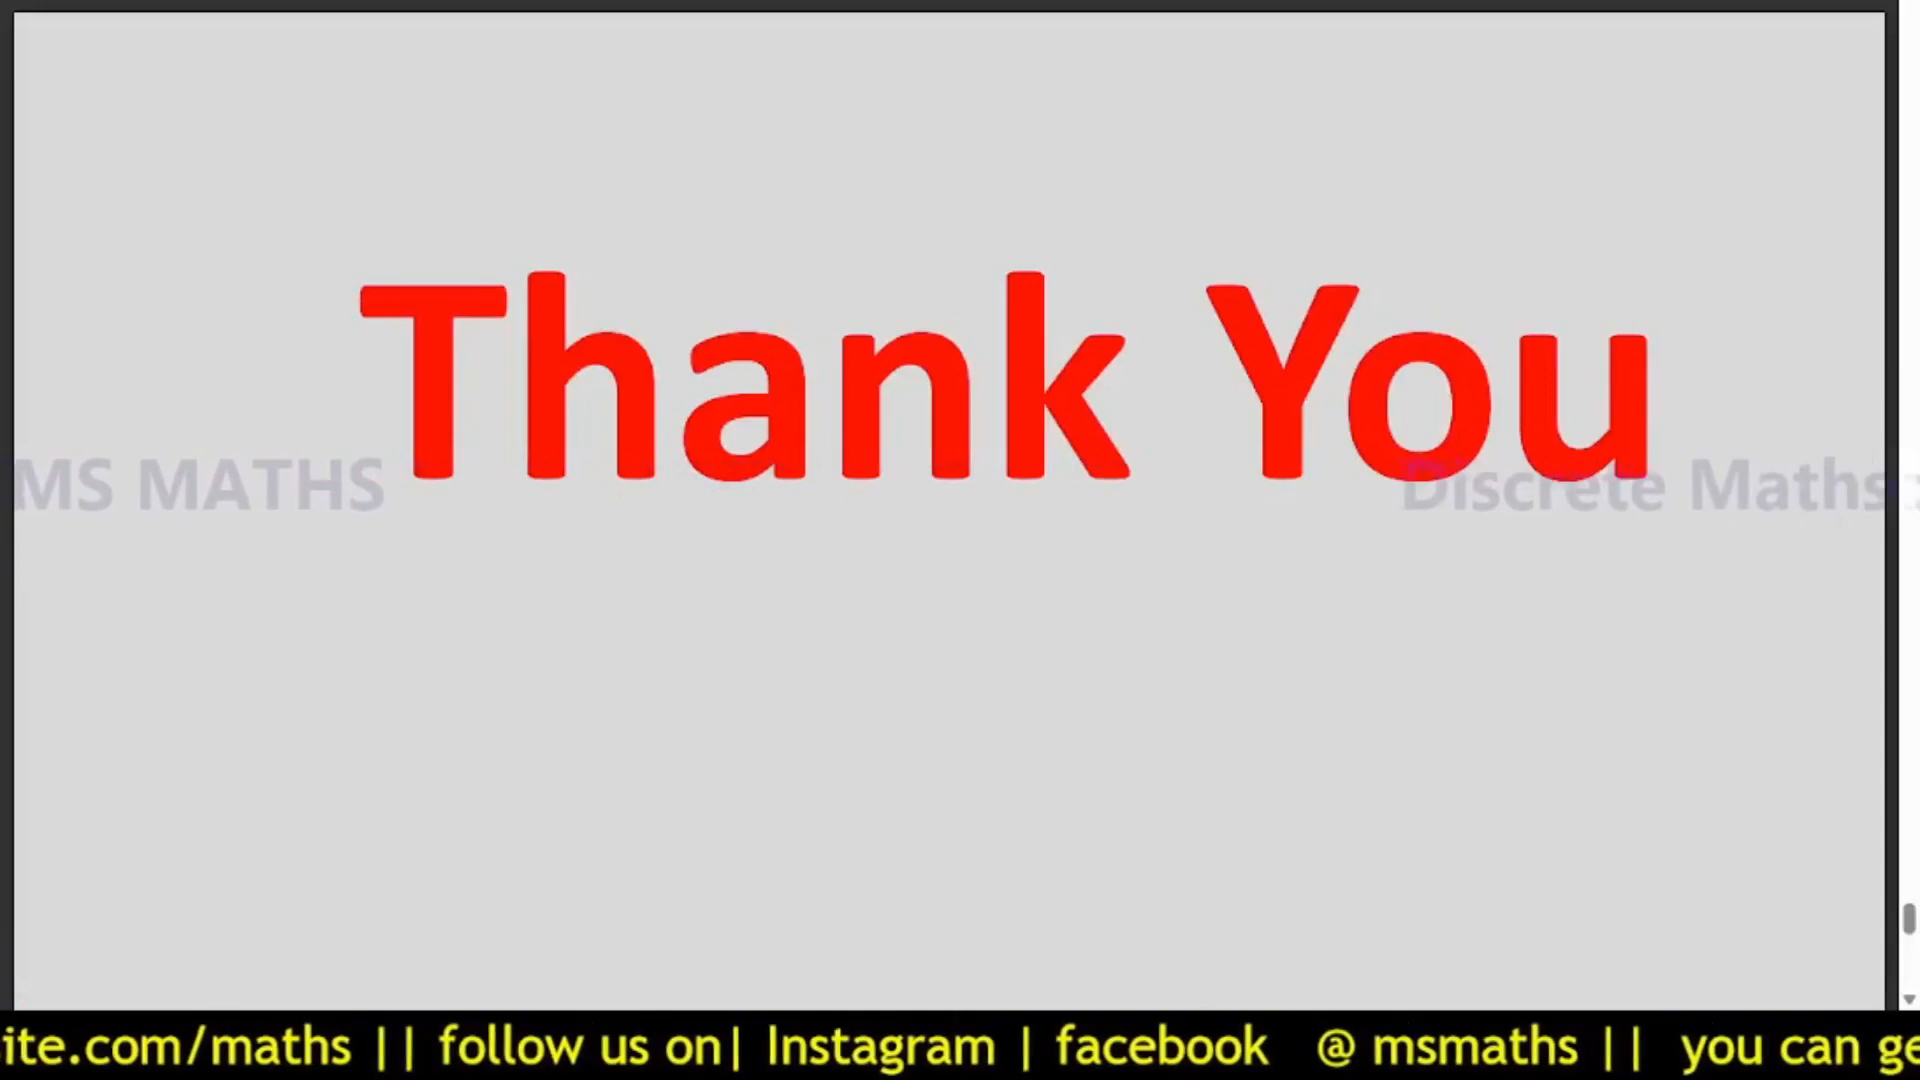 Thank You
MS MATHS
Discrete Maths
ite.com/maths || follow us on| Instagram | facebook @ msmaths || you can ge